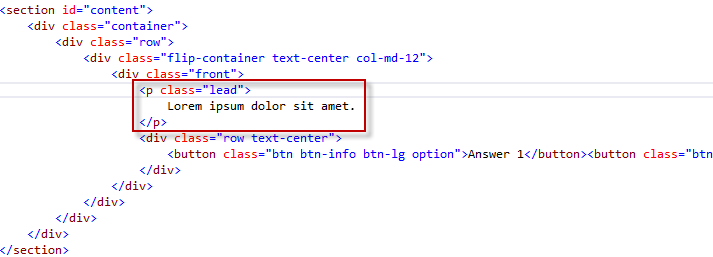 <section id="content">
<div class="container">
<div class="row">
<div class="flip-container text-center col-md-12">
<div class="front">
<p class="lead">
Lorem ipsum dolor sit amet.
</p>
<div class="row text-center">
<button class="btn btn-info btn-lg option">Answer 1</button><button class="btn
</div>
</div>
</div>
</div>
</div>
</section>